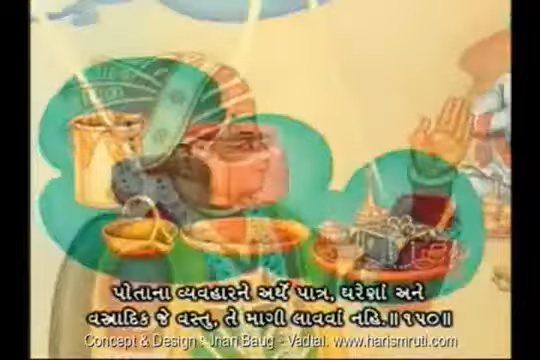 પોતાના વ્યવહારને અર્થે પાત્ર, ઘરેણાં અને
વસ્ત્રાદિક જે વસ્તુ, તે માગી લાવવાં નહિ.॥૧૫૦॥
Concept & Design : Jnan Baug - Vadtal. www.harismruti.com